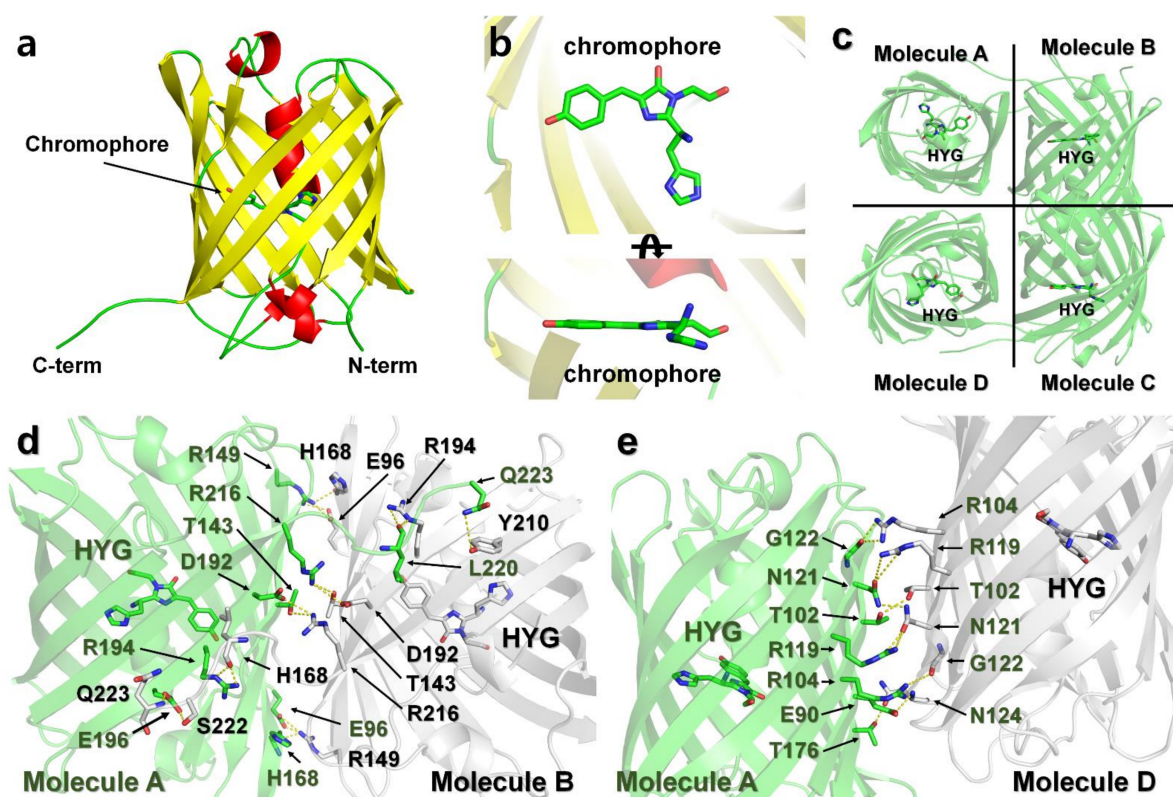 a
Chromophore
C-term
N-term
b
chromophore
chromophore
c
Molecule A
Molecule B
HYG
HYG
HYG
HYG
Molecule D
Molecule C
d
R149
H168
E96
R194
Q223
R216
T143
Y210
HYG
D192
L220
HYG
R194
H168
D192
Q223
T143
E196
S222
R216
E96
H168
R149
Molecule A
Molecule B
e
R104
G122
R119
HYG
N121
T102
T102
HYG
N121
R119
G122
R104
E90
N124
T176
Molecule A
Molecule D